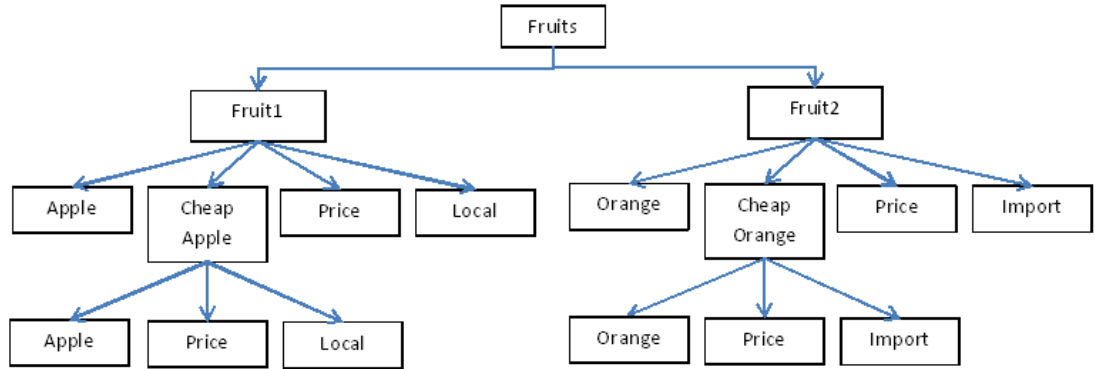 Fruits
Fruit1
Fruit2
Apple
Cheap
Apple
Price
Local
Orange
Cheap
Orange
Price
Import
Apple
Price
Local
Orange
Price
Import